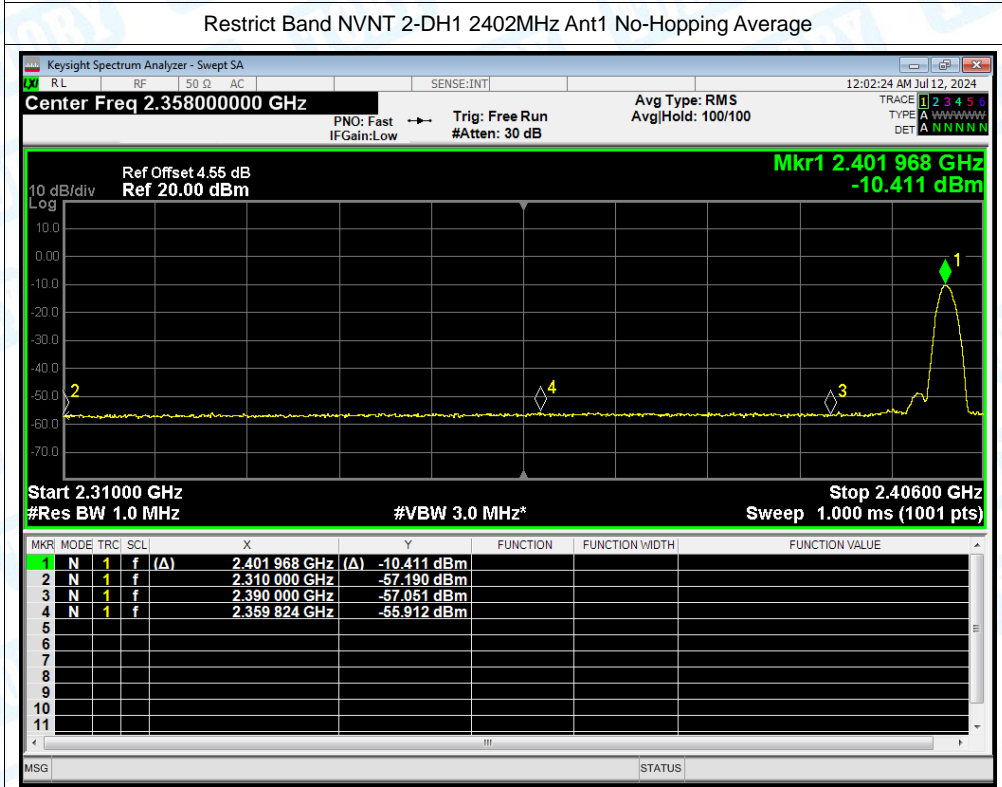 Restrict Band NVNT 2-DH1 2402MHz Ant1 No-Hopping Average
Keysight Spectrum Analyzer - Swept SA
LXI RL RF 50 Ω AC SENSE:INT 12:02:24 AM Jul 12, 2024
Center Freq 2.358000000 GHz Avg Type: RMS TRACE 1 2 3 4 5 6
PNO: Fast Trig: Free Run Avg|Hold: 100/100 TYPE A WWWWW
IFGain:Low #Atten: 30 dB DET A N N N N N
Mkr1 2.401 968 GHz
Ref Offset 4.55 dB
10 dB/div Ref 20.00 dBm -10.411 dBm
Log
10.0
0.00
1
-10.0
-20.0
-30.0
-40.0
2 4 3
-50.0
-60.0
-70.0
Start 2.31000 GHz Stop 2.40600 GHz
#Res BW 1.0 MHz #VBW 3.0 MHz* Sweep 1.000 ms (1001 pts)
MKR MODE TRC SCL X Y FUNCTION FUNCTION WIDTH FUNCTION VALUE
1 N 1 f (Δ) 2.401 968 GHz (Δ) -10.411 dBm
2 N 1 f 2.310 000 GHz -57.190 dBm
3 N 1 f 2.390 000 GHz -57.051 dBm
4 N 1 f 2.359 824 GHz -55.912 dBm
5
6
7
8
9
10
11
MSG STATUS